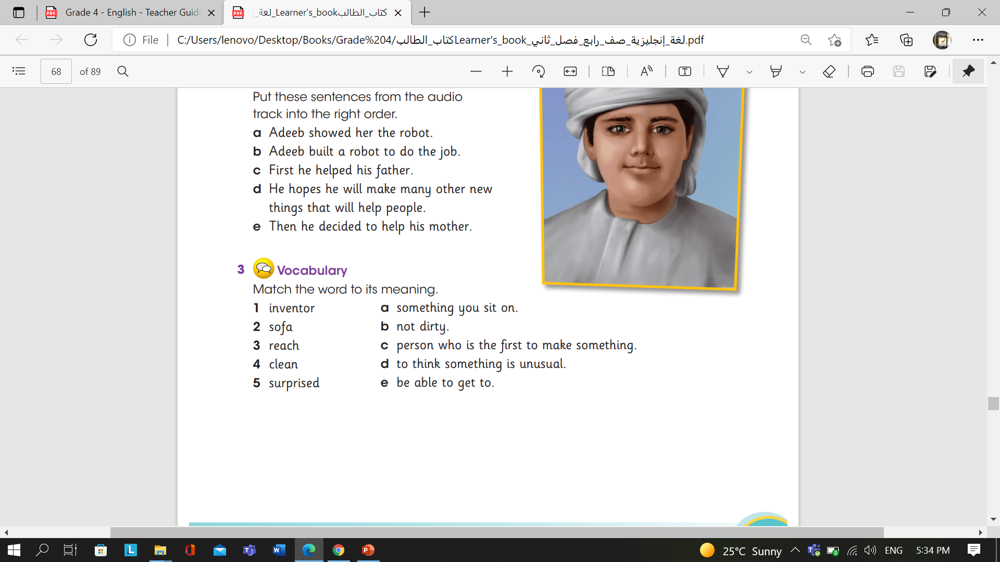 Grade 4 - English - Teacher Guide
كتاب_الطالبLearner's_book_لغة_
File
C:/Users/lenovo/Desktop/Books/Grade%204/كتاب_الطالبLearner's_book_لغة_إنجليزية_صف_رابع_فصل_ثاني.pdf
68 of 89
Put these sentences from the audio
track into the right order.
a Adeeb showed her the robot.
b Adeeb built a robot to do the job.
c First he helped his father.
d He hopes he will make many other new
things that will help people.
e Then he decided to help his mother.
3 Vocabulary
Match the word to its meaning.
1 inventor a something you sit on.
2 sofa b not dirty.
3 reach c person who is the first to make something.
4 clean d to think something is unusual.
5 surprised e be able to get to.
25°C Sunny ENG 5:34 PM